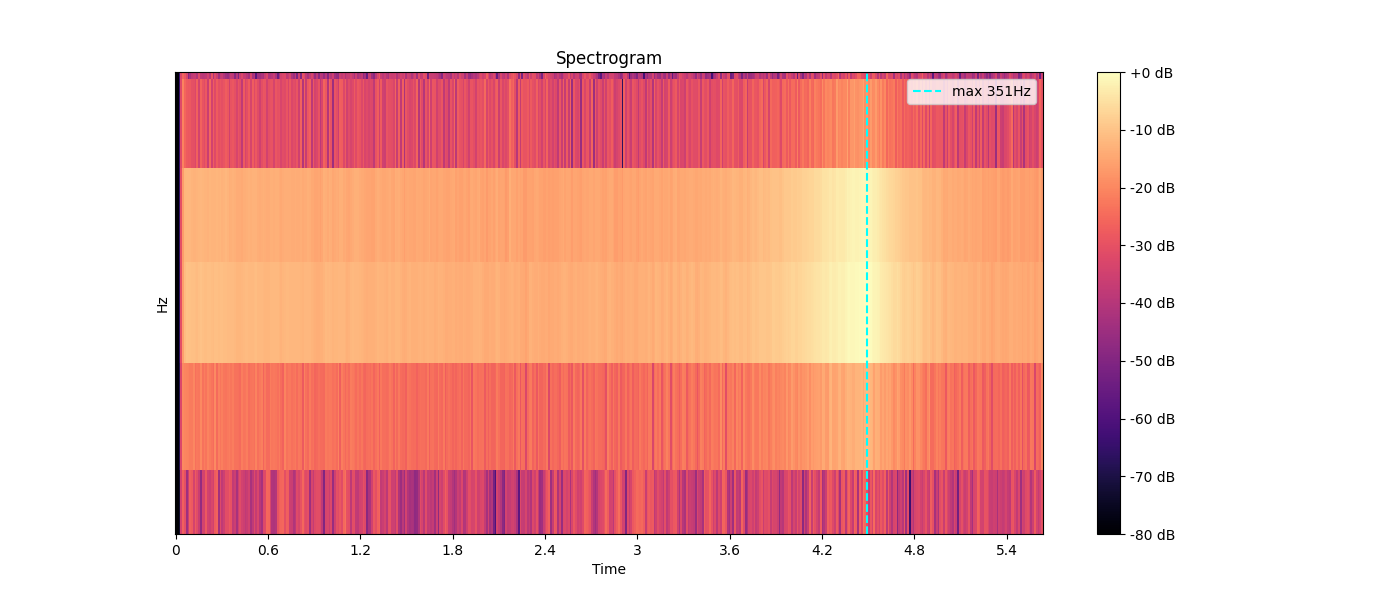 Spectrogram
max 351Hz
Hz
0 0.6 1.2 1.8 2.4 3 3.6 4.2 4.8 5.4
Time
+0 dB
-10 dB
-20 dB
-30 dB
-40 dB
-50 dB
-60 dB
-70 dB
-80 dB